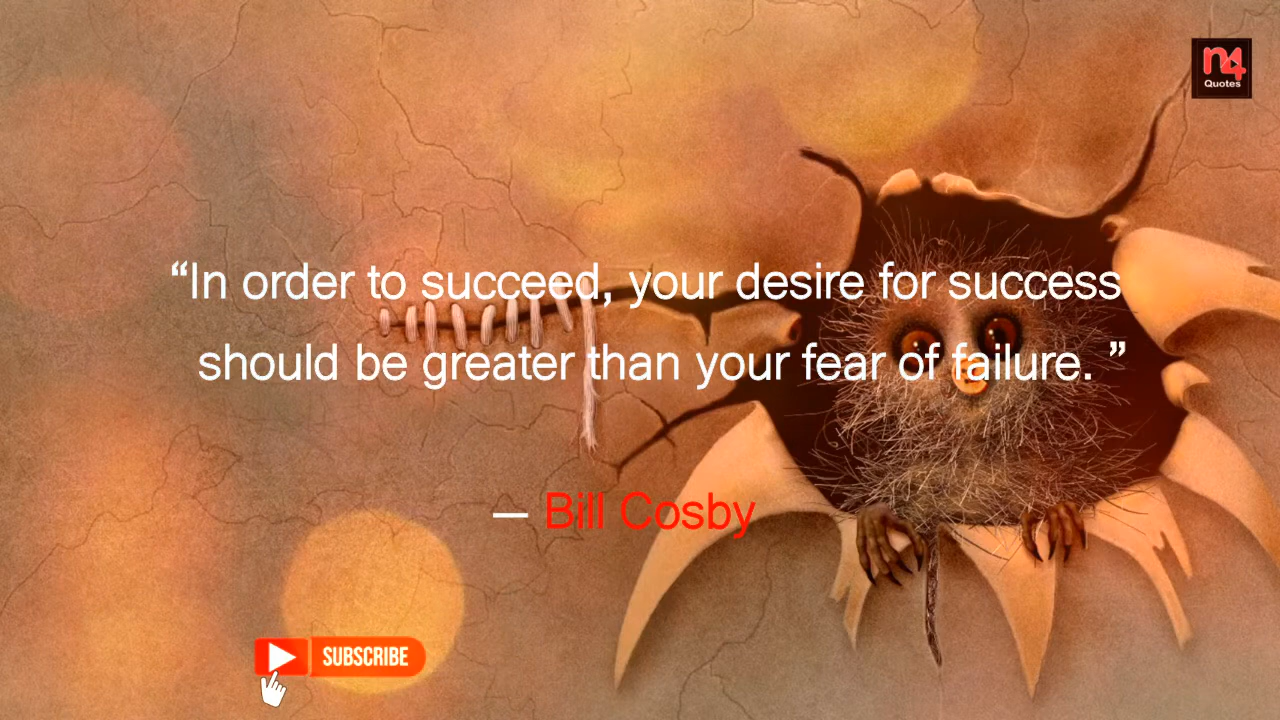 n4
Quotes
“In order to succeed, your desire for success
should be greater than your fear of failure. ”
— Bill Cosby
SUBSCRIBE